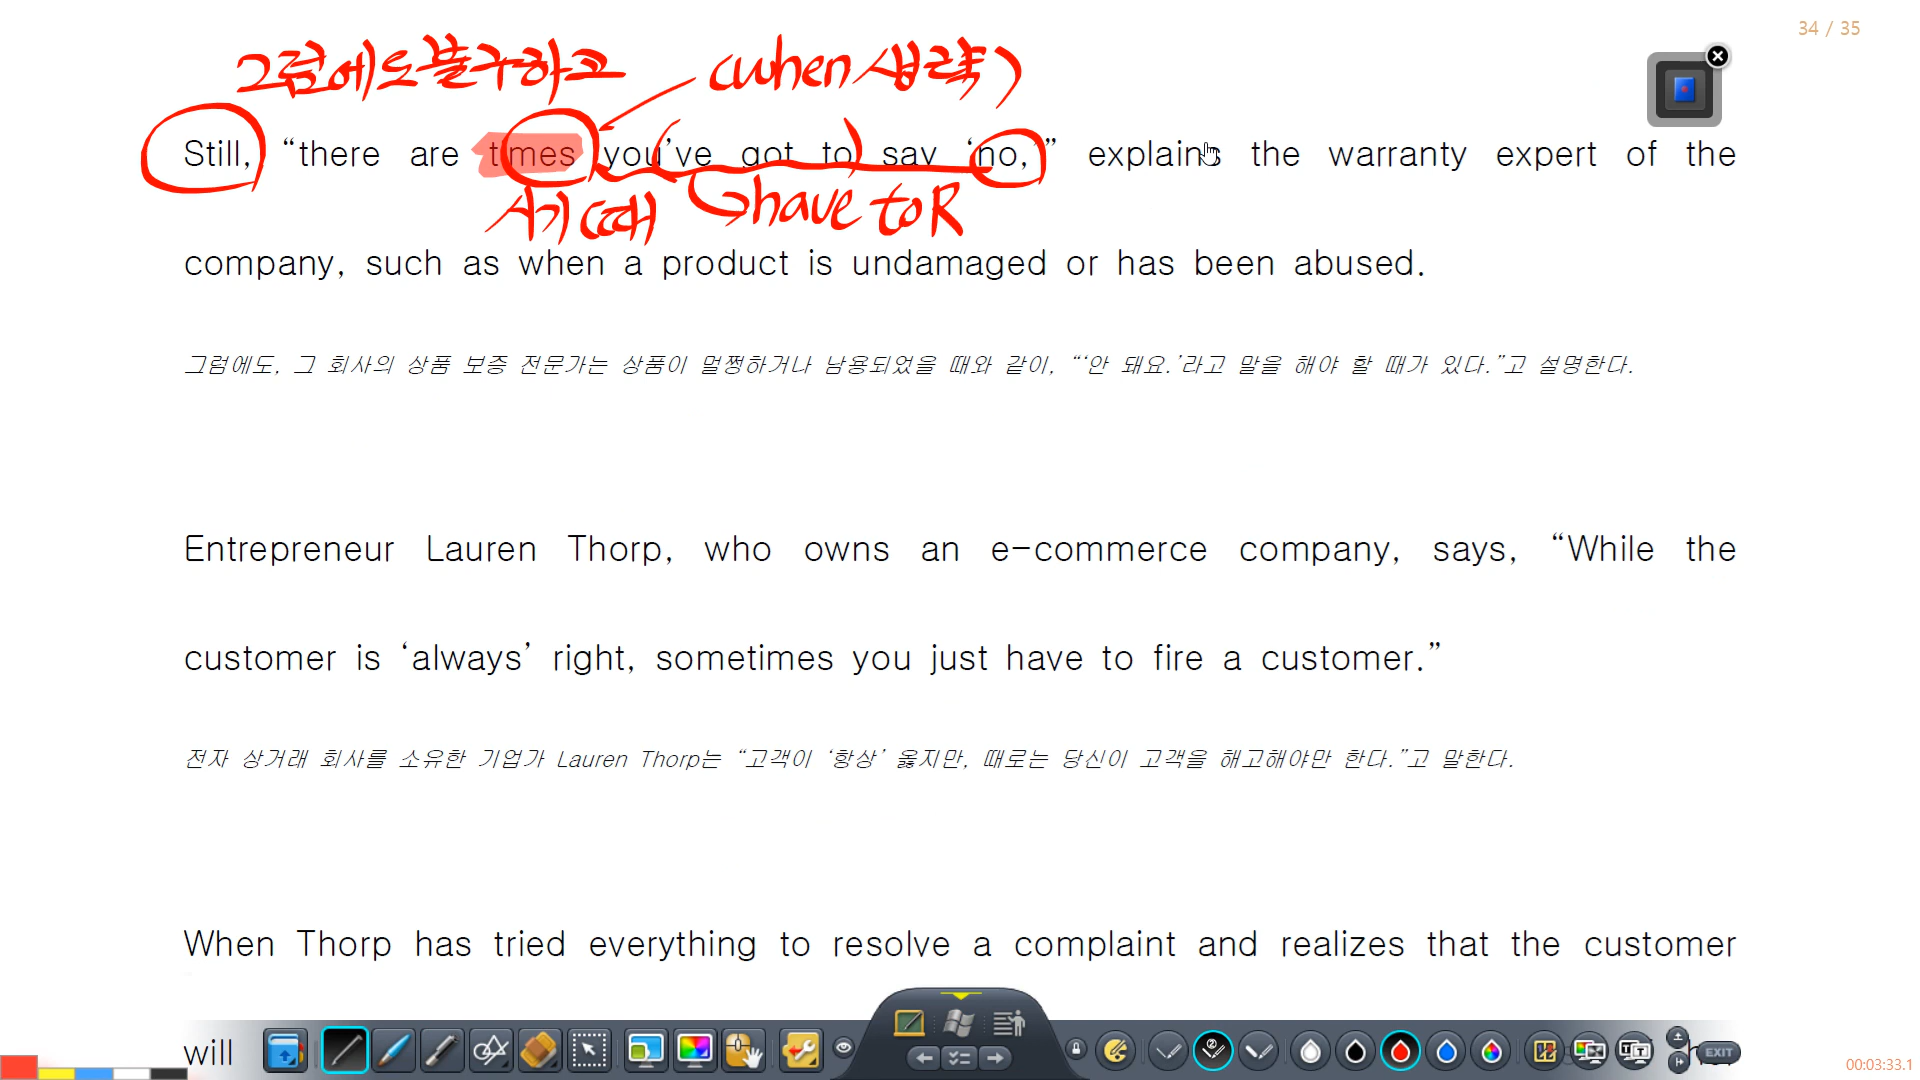 34 / 35
그럼에도불구하고 (when 생략)
Still, “there are times you’ve got to say ‘no,’” explains the warranty expert of the
시기(때) have to R
company, such as when a product is undamaged or has been abused.
그럼에도, 그 회사의 상품 보증 전문가는 상품이 멀쩡하거나 남용되었을 때와 같이, “‘안 돼요.’라고 말을 해야 할 때가 있다.”고 설명한다.
Entrepreneur Lauren Thorp, who owns an e-commerce company, says, “While the
customer is ‘always’ right, sometimes you just have to fire a customer.”
전자 상거래 회사를 소유한 기업가 Lauren Thorp는 “고객이 ‘항상’ 옳지만, 때로는 당신이 고객을 해고해야만 한다.”고 말한다.
When Thorp has tried everything to resolve a complaint and realizes that the customer
will
EXIT
00:03:33.1